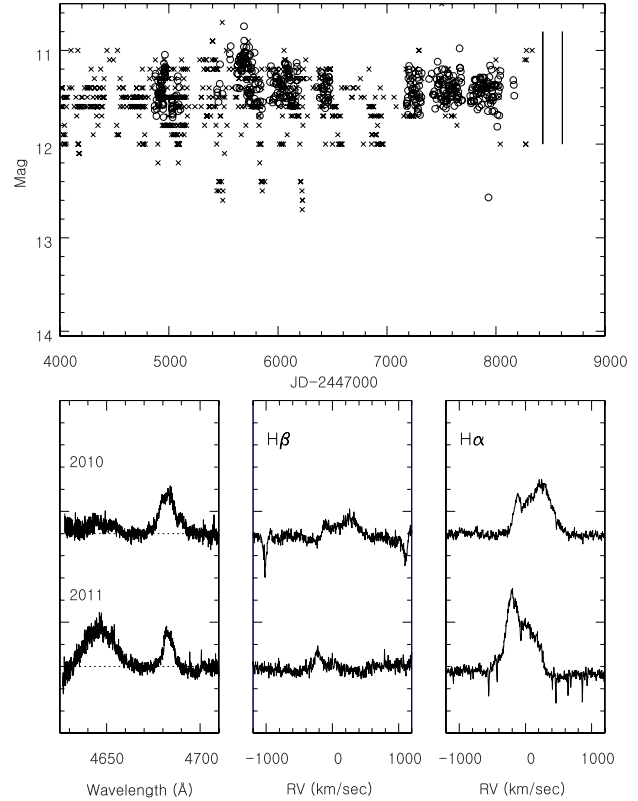 11
12
13
14
Mag
4000 5000 6000 7000 8000 9000
JD-2447000
2010
2011
Hβ
Hα
4650 4700
−1000 0 1000
−1000 0 1000
Wavelength (Å)
RV (km/sec)
RV (km/sec)